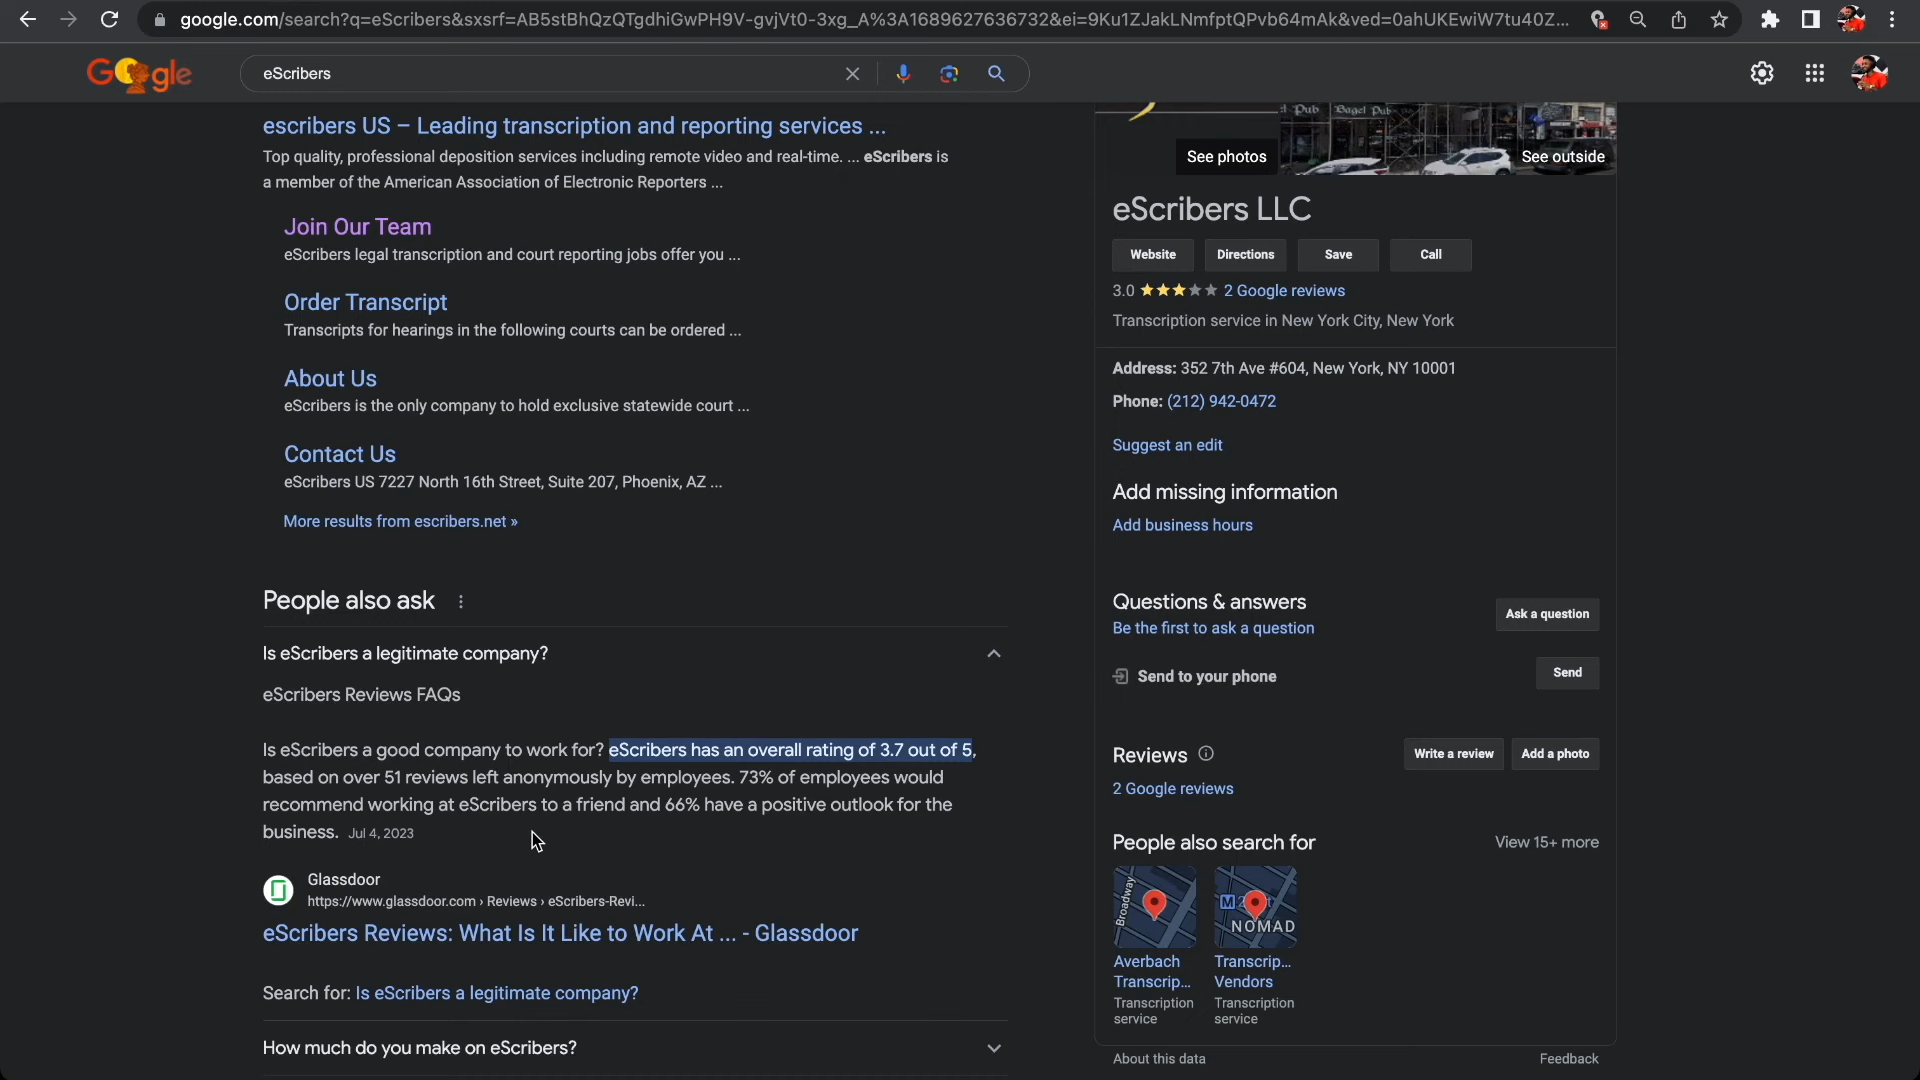 google.com/search?q=eScribers&sxsrf=AB5stBhQzQTgdhiGwPH9V-gvjVt0-3xg_A%3A1689627636732&ei=9Ku1ZJakLNmfptQPvb64mAk&ved=0ahUKEwiW7tu40Z...
Google
eScribers
escribers US – Leading transcription and reporting services ...
Top quality, professional deposition services including remote video and real-time. ... eScribers is
a member of the American Association of Electronic Reporters ...
Join Our Team
eScribers legal transcription and court reporting jobs offer you ...
Order Transcript
Transcripts for hearings in the following courts can be ordered ...
About Us
eScribers is the only company to hold exclusive statewide court ...
Contact Us
eScribers US 7227 North 16th Street, Suite 207, Phoenix, AZ ...
More results from escribers.net »
People also ask
Is eScribers a legitimate company?
eScribers Reviews FAQs
Is eScribers a good company to work for? eScribers has an overall rating of 3.7 out of 5,
based on over 51 reviews left anonymously by employees. 73% of employees would
recommend working at eScribers to a friend and 66% have a positive outlook for the
business. Jul 4, 2023
Glassdoor
https://www.glassdoor.com › Reviews › eScribers-Revi...
eScribers Reviews: What Is It Like to Work At ... - Glassdoor
Search for: Is eScribers a legitimate company?
How much do you make on eScribers?
Pub Bagel Pub
See photos
See outside
eScribers LLC
Website Directions Save Call
3.0 2 Google reviews
Transcription service in New York City, New York
Address: 352 7th Ave #604, New York, NY 10001
Phone: (212) 942-0472
Suggest an edit
Add missing information
Add business hours
Questions & answers
Be the first to ask a question
Ask a question
Send to your phone
Send
Reviews
Write a review
Add a photo
2 Google reviews
People also search for
View 15+ more
Broadway
M
NOMAD
Averbach
Transcrip...
Transcription
service
Transcrip...
Vendors
Transcription
service
About this data
Feedback